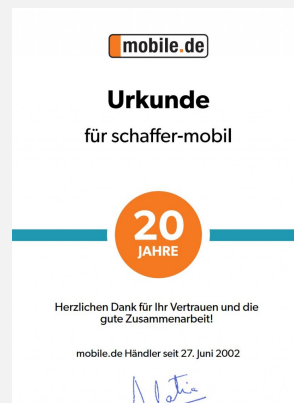 mobile.de
Urkunde
für schaffer-mobil
20
JAHRE
Herzlichen Dank für Ihr Vertrauen und die
gute Zusammenarbeit!
mobile.de Händler seit 27. Juni 2002